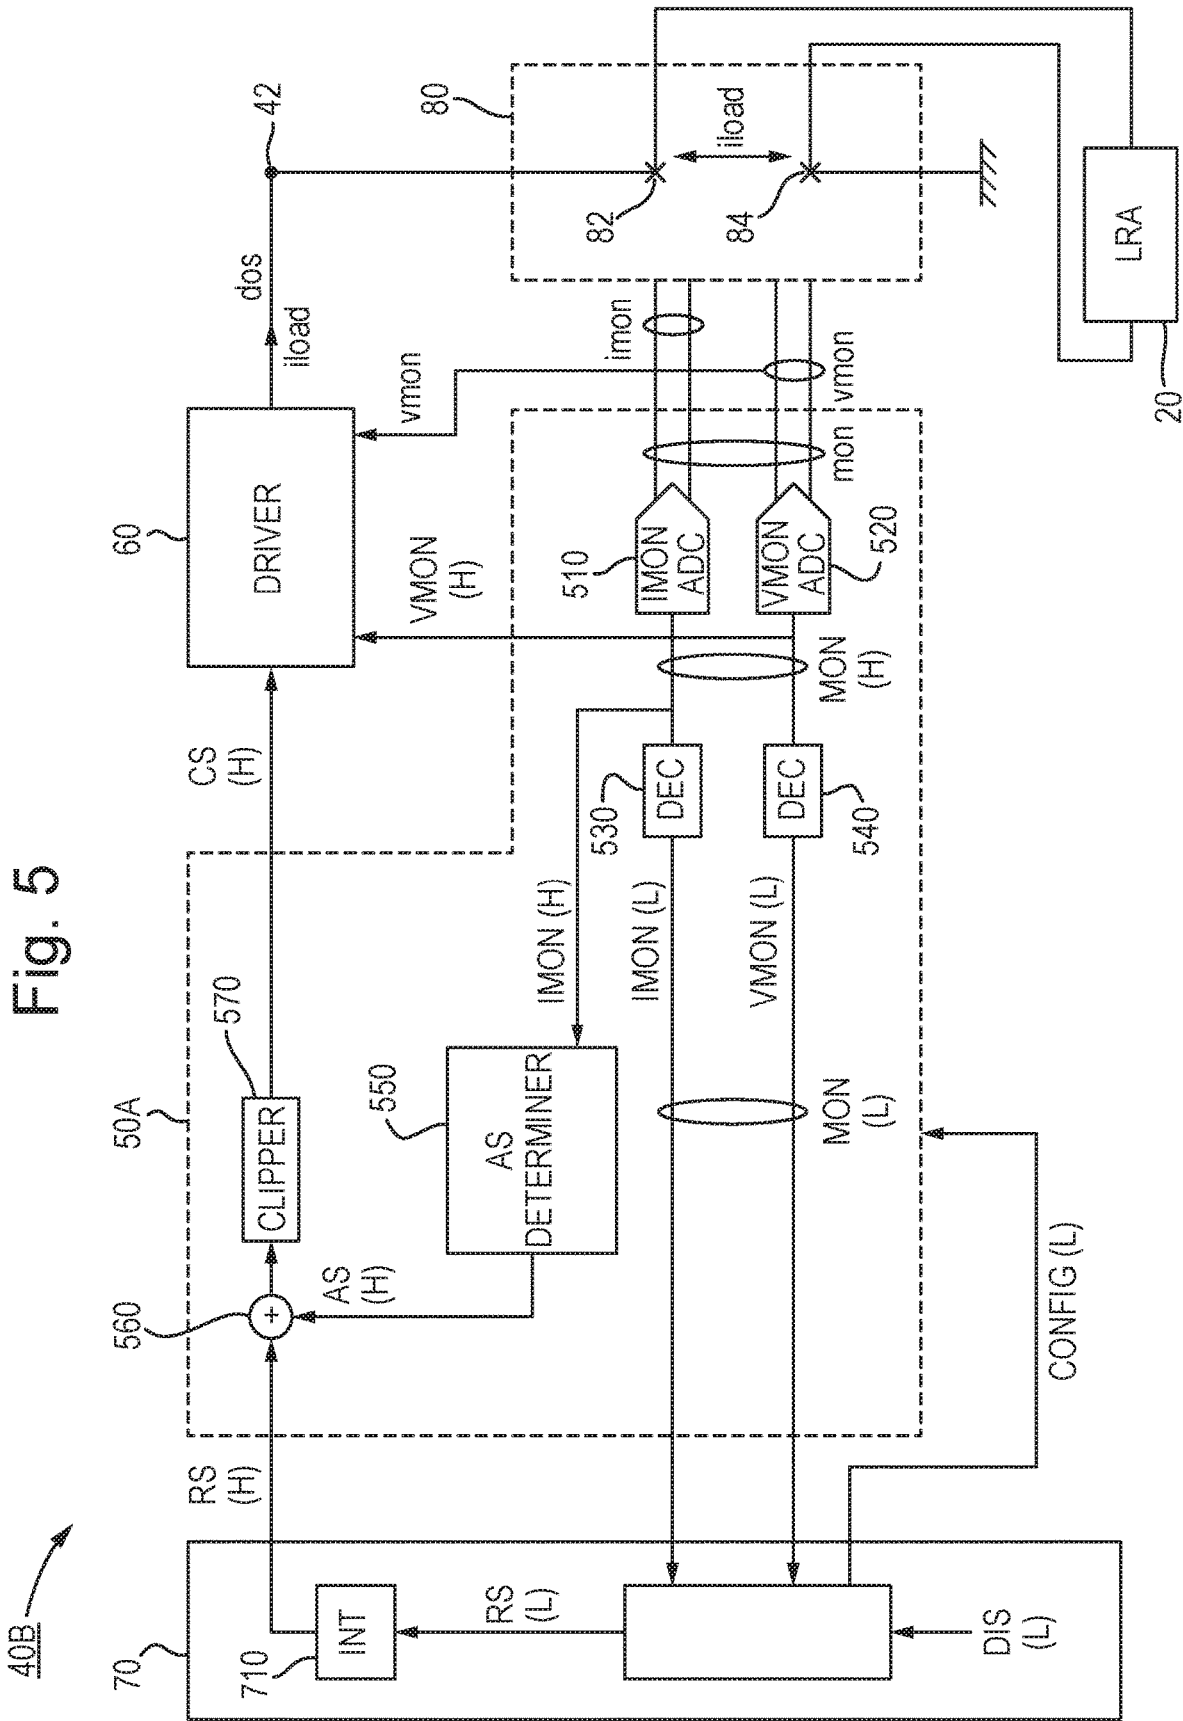 Fig. 5
40B
70
710
INT
RS
(L)
DIS
(L)
RS
(H)
CONFIG (L)
50A
560
+
AS
(H)
CLIPPER
570
550
AS
DETERMINER
MON
(L)
IMON (H)
IMON (L)
VMON (L)
CS
(H)
530
DEC
DEC
540
MON
(H)
VMON
(H)
60
DRIVER
510
IMON
ADC
VMON
ADC
520
mon
vmon
imon
vmon
dos
iload
42
80
82
84
iload
LRA
20